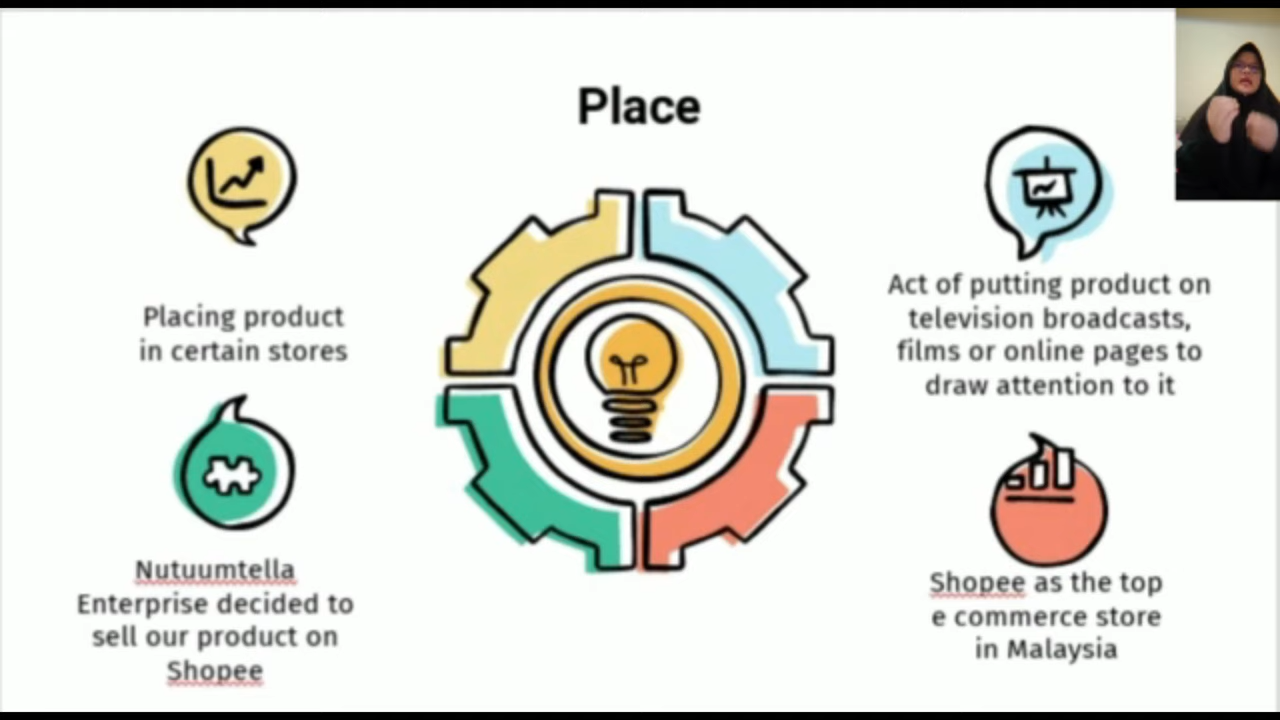 Place
Placing product
in certain stores
Act of putting product on
television broadcasts,
films or online pages to
draw attention to it
Nutuumtella
Enterprise decided to
sell our product on
Shopee
Shopee as the top
e commerce store
in Malaysia